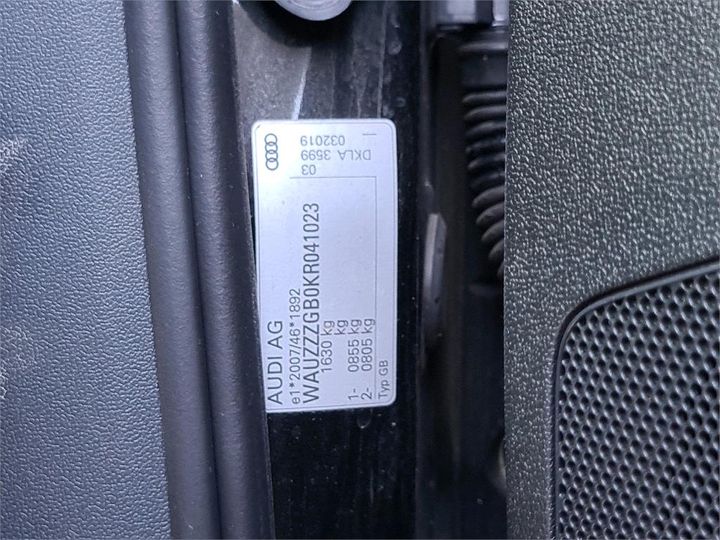 AUDI AG
e1*2007/46*1892
WAUZZZGB0KR041023
1630 kg
kg
1- 0855 kg
2- 0805 kg
Typ GB
03
DKLA 3599
032019